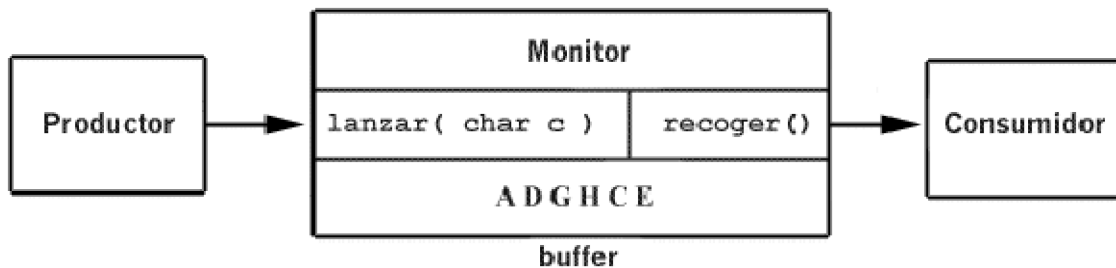 Monitor
Productor
lanzar( char c )
recoger()
Consumidor
A D G H C E
buffer